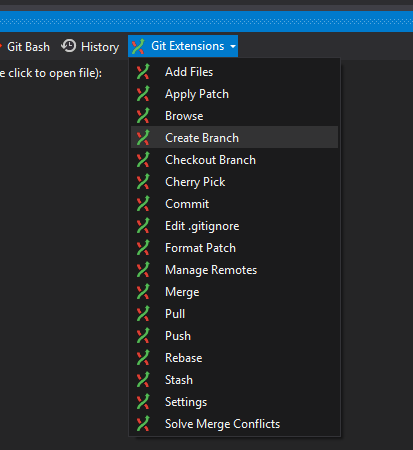 Git Bash History Git Extensions
e click to open file):
Add Files
Apply Patch
Browse
Create Branch
Checkout Branch
Cherry Pick
Commit
Edit .gitignore
Format Patch
Manage Remotes
Merge
Pull
Push
Rebase
Stash
Settings
Solve Merge Conflicts